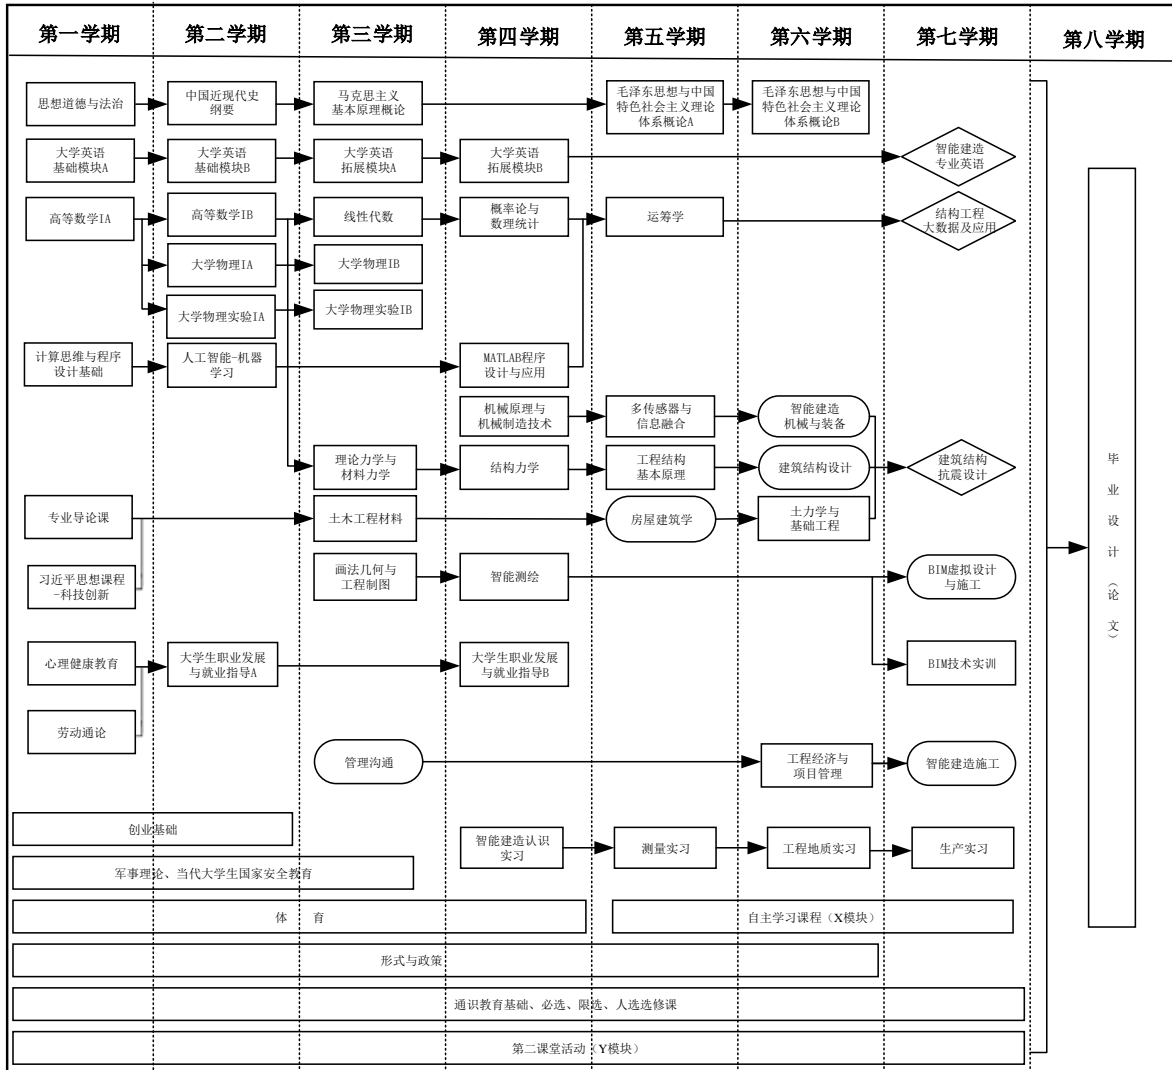 第一学期
第二学期
第三学期
第四学期
第五学期
第六学期
第七学期
第八学期
思想道德与法治
中国近现代史
纲要
马克思主义
基本原理概论
毛泽东思想与中国
特色社会主义理论
体系概论A
毛泽东思想与中国
特色社会主义理论
体系概论B
大学英语
基础模块A
大学英语
基础模块B
大学英语
拓展模块A
大学英语
拓展模块B
智能建造
专业英语
高等数学IA
高等数学IB
线性代数
概率论与
数理统计
运筹学
结构工程
大数据及应用
大学物理IA
大学物理IB
大学物理实验IA
大学物理实验IB
计算思维与程序
设计基础
人工智能-机器
学习
MATLAB程序
设计与应用
机械原理与
机械制造技术
多传感器与
信息融合
智能建造
机械与装备
理论力学与
材料力学
结构力学
工程结构
基本原理
建筑结构设计
建筑结构
抗震设计
专业导论课
土木工程材料
房屋建筑学
土力学与
基础工程
习近平思想课程
-科技创新
画法几何与
工程制图
智能测绘
BIM虚拟设计
与施工
心理健康教育
大学生职业发展
与就业指导A
大学生职业发展
与就业指导B
BIM技术实训
劳动通论
管理沟通
工程经济与
项目管理
智能建造施工
创业基础
智能建造认识
实习
测量实习
工程地质实习
生产实习
军事理论、当代大学生国家安全教育
体 育
自主学习课程（X模块）
形式与政策
通识教育基础、必选、限选、人选选修课
第二课堂活动（Y模块）
毕业设计（论文）